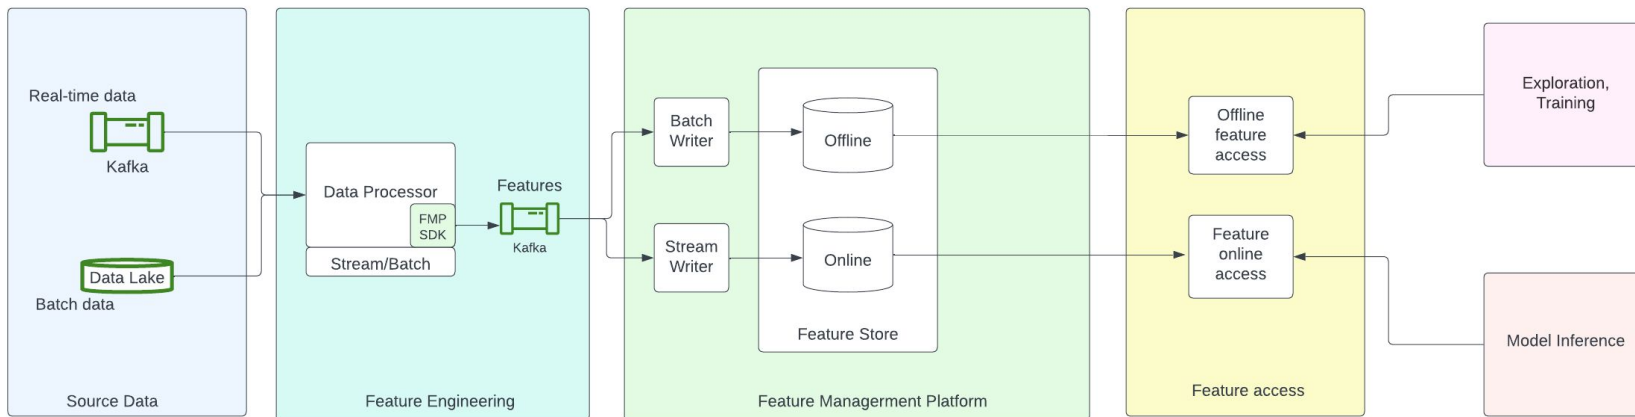 Real-time data
Kafka
Data Lake
Batch data
Source Data
Data Processor
FMP
SDK
Stream/Batch
Features
Kafka
Feature Engineering
Batch
Writer
Stream
Writer
Offline
Online
Feature Store
Feature Management Platform
Offline
feature
access
Feature
online
access
Feature access
Exploration,
Training
Model Inference